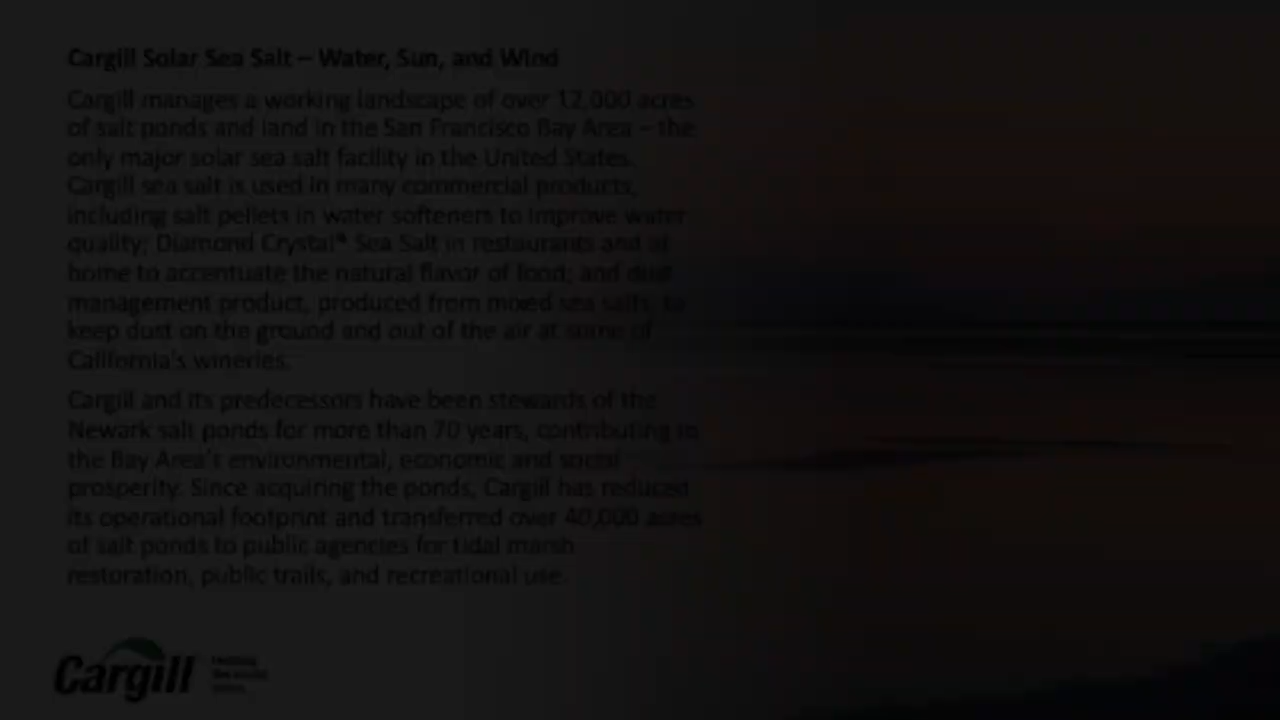 Cargill Solar Sea Salt – Water, Sun, and Wind
Cargill manages a working landscape of over 12,000 acres
of salt ponds and land in the San Francisco Bay Area – the
only major solar sea salt facility in the United States.
Cargill sea salt is used in many commercial products,
including salt pellets in water softeners to improve water
quality; Diamond Crystal® Sea Salt in restaurants and at
home to accentuate the natural flavor of food; and dust
management product, produced from mixed sea salts, to
keep dust on the ground and out of the air at some of
California's wineries.
Cargill and its predecessors have been stewards of the
Newark salt ponds for more than 70 years, contributing to
the Bay Area's environmental, economic and social
prosperity. Since acquiring the ponds, Cargill has reduced
its operational footprint and transferred over 40,000 acres
of salt ponds to public agencies for tidal marsh
restoration, public trails, and recreational use.
Cargill